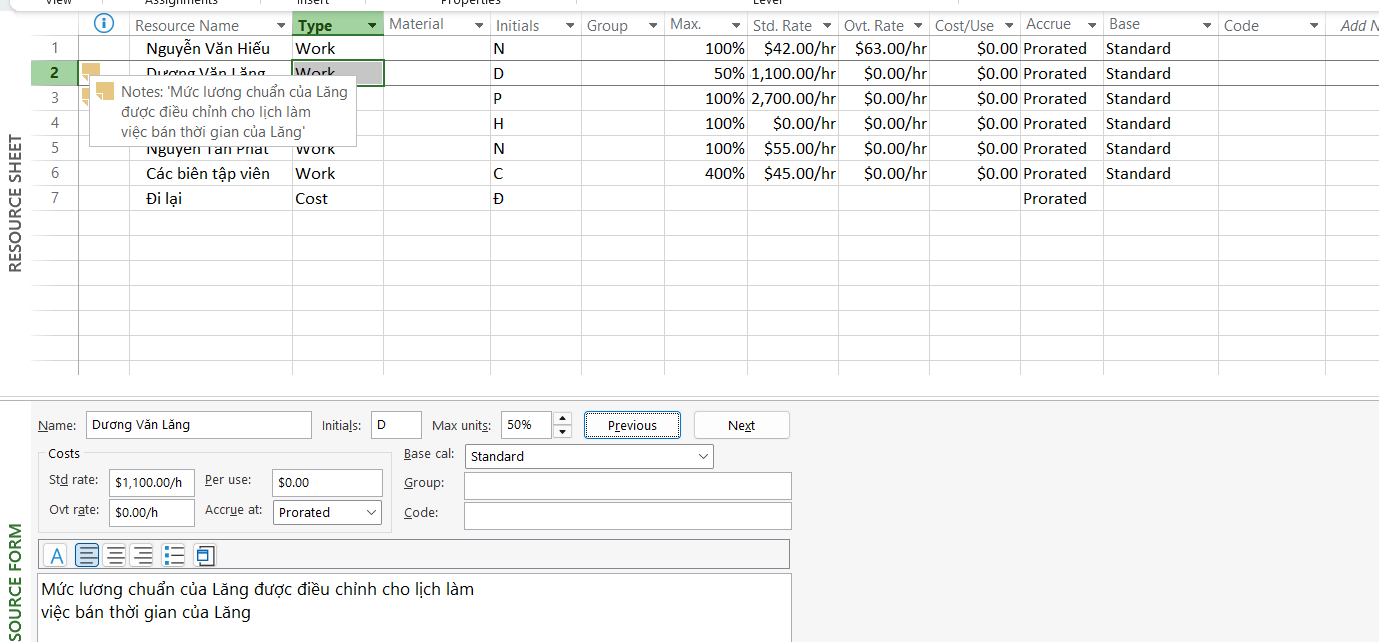 View Assignments Insert Properties Level
Resource Name Type Material Initials Group Max. Std. Rate Ovt. Rate Cost/Use Accrue Base Code Add N
1 Nguyễn Văn Hiếu Work N 100% $42.00/hr $63.00/hr $0.00 Prorated Standard
2 Dương Văn Lăng Work D 50% 1,100.00/hr $0.00/hr $0.00 Prorated Standard
3 P 100% 2,700.00/hr $0.00/hr $0.00 Prorated Standard
Notes: 'Mức lương chuẩn của Lăng
được điều chỉnh cho lịch làm
việc bán thời gian của Lăng'
4 H 100% $0.00/hr $0.00/hr $0.00 Prorated Standard
5 Nguyễn Tấn Phát Work N 100% $55.00/hr $0.00/hr $0.00 Prorated Standard
6 Các biên tập viên Work C 400% $45.00/hr $0.00/hr $0.00 Prorated Standard
7 Đi lại Cost Đ Prorated
RESOURCE SHEET
Name: Dương Văn Lăng Initials: D Max units: 50% Previous Next
Costs Base cal: Standard
Std rate: $1,100.00/h Per use: $0.00 Group:
Ovt rate: $0.00/h Accrue at: Prorated Code:
A
Mức lương chuẩn của Lăng được điều chỉnh cho lịch làm
việc bán thời gian của Lăng
SOURCE FORM